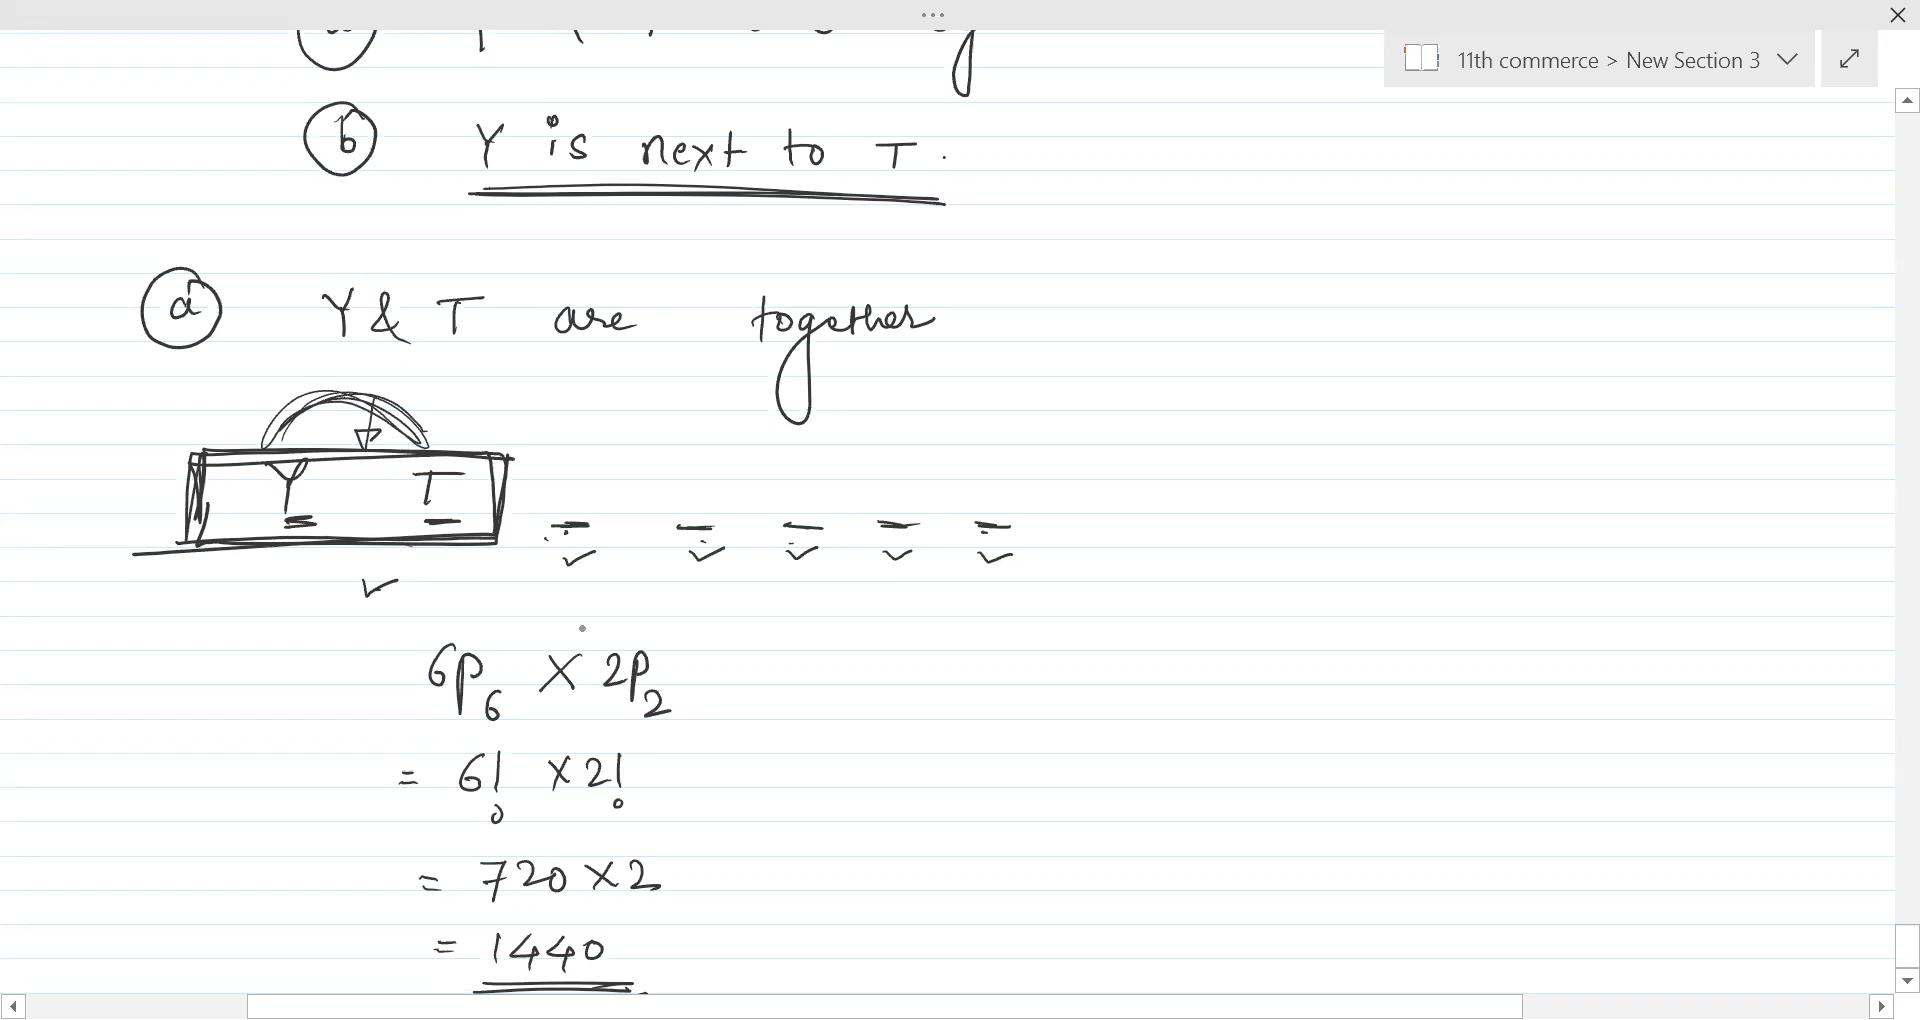 11th commerce > New Section 3
b Y is next to T.
a Y & T are together
Y T
6P6 X 2P2
= 6! X 2!
= 720 X 2
= 1440